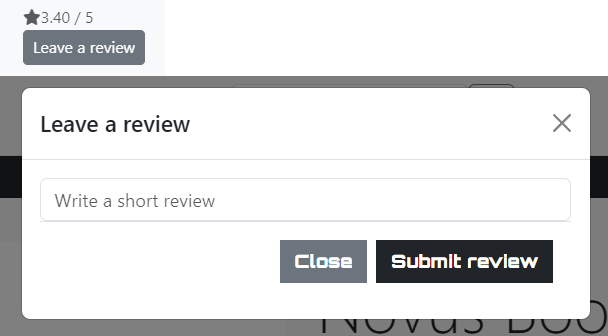 3.40 / 5
Leave a review
Leave a review
Write a short review
Close
Submit review
Novus Boo